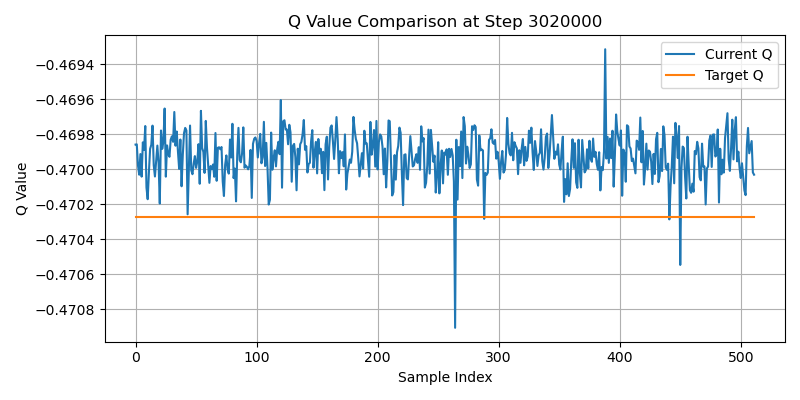 Q Value Comparison at Step 3020000
Current Q
Target Q
Q Value
−0.4694
−0.4696
−0.4698
−0.4700
−0.4702
−0.4704
−0.4706
−0.4708
0 100 200 300 400 500
Sample Index